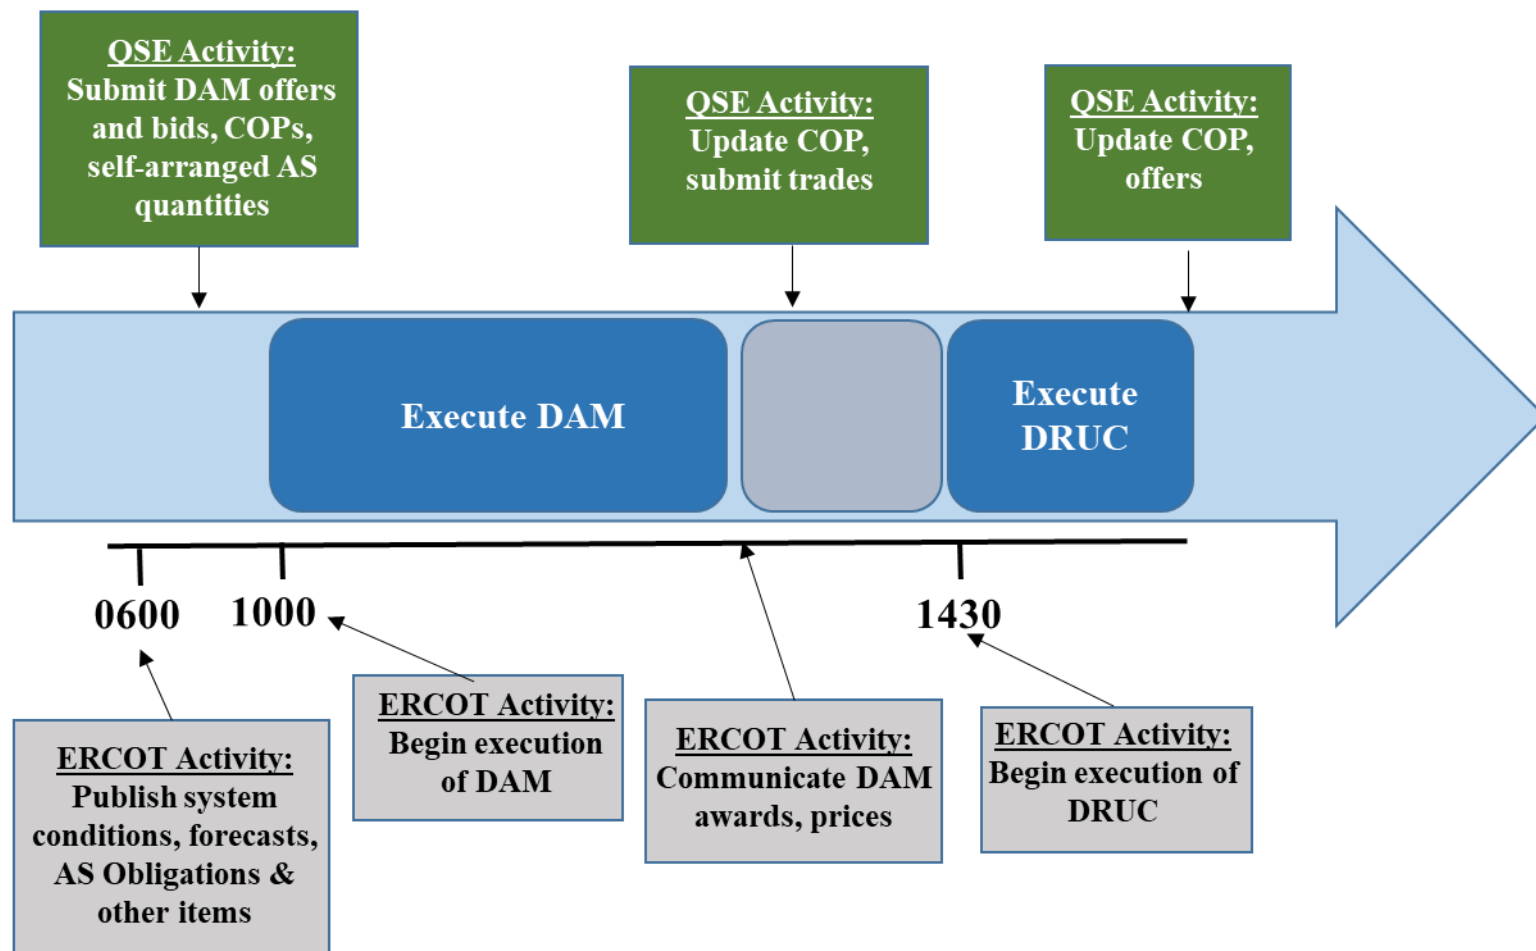 QSE Activity:
Submit DAM offers
and bids, COPs,
self-arranged AS
quantities
QSE Activity:
Update COP,
submit trades
QSE Activity:
Update COP,
offers
Execute DAM
Execute
DRUC
0600
1000
1430
ERCOT Activity:
Publish system
conditions, forecasts,
AS Obligations &
other items
ERCOT Activity:
Begin execution
of DAM
ERCOT Activity:
Communicate DAM
awards, prices
ERCOT Activity:
Begin execution of
DRUC